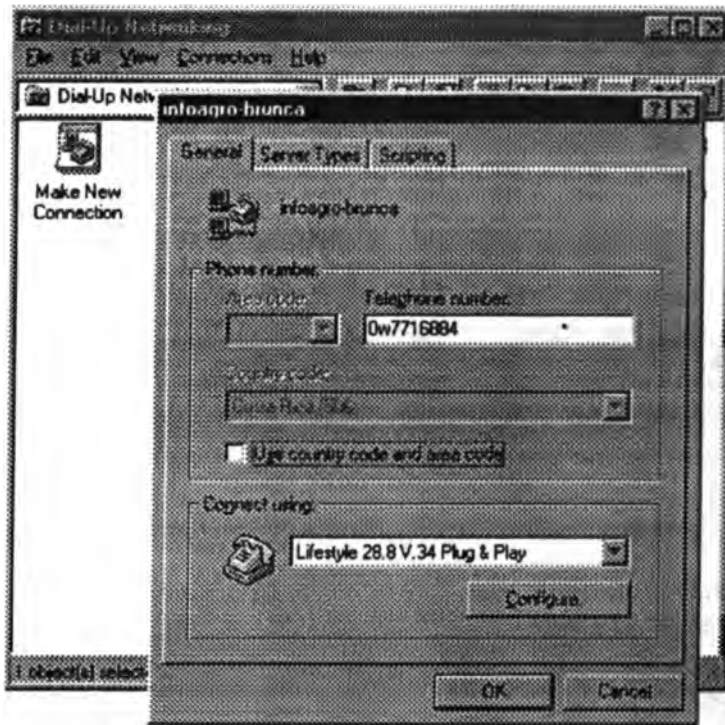 Dial-Up Networking
File Edit View Connections Help
Dial-Up Netw
Make New
Connection
infoagro-brunca
General Server Types Scripting
infoagro-brunca
Phone number:
Area code: Telephone number:
0w7716884
Country code:
Costa Rica (506)
Use country code and area code
Connect using:
Lifestyle 28.8 V.34 Plug & Play
Configure...
1 object(s) select
OK Cancel